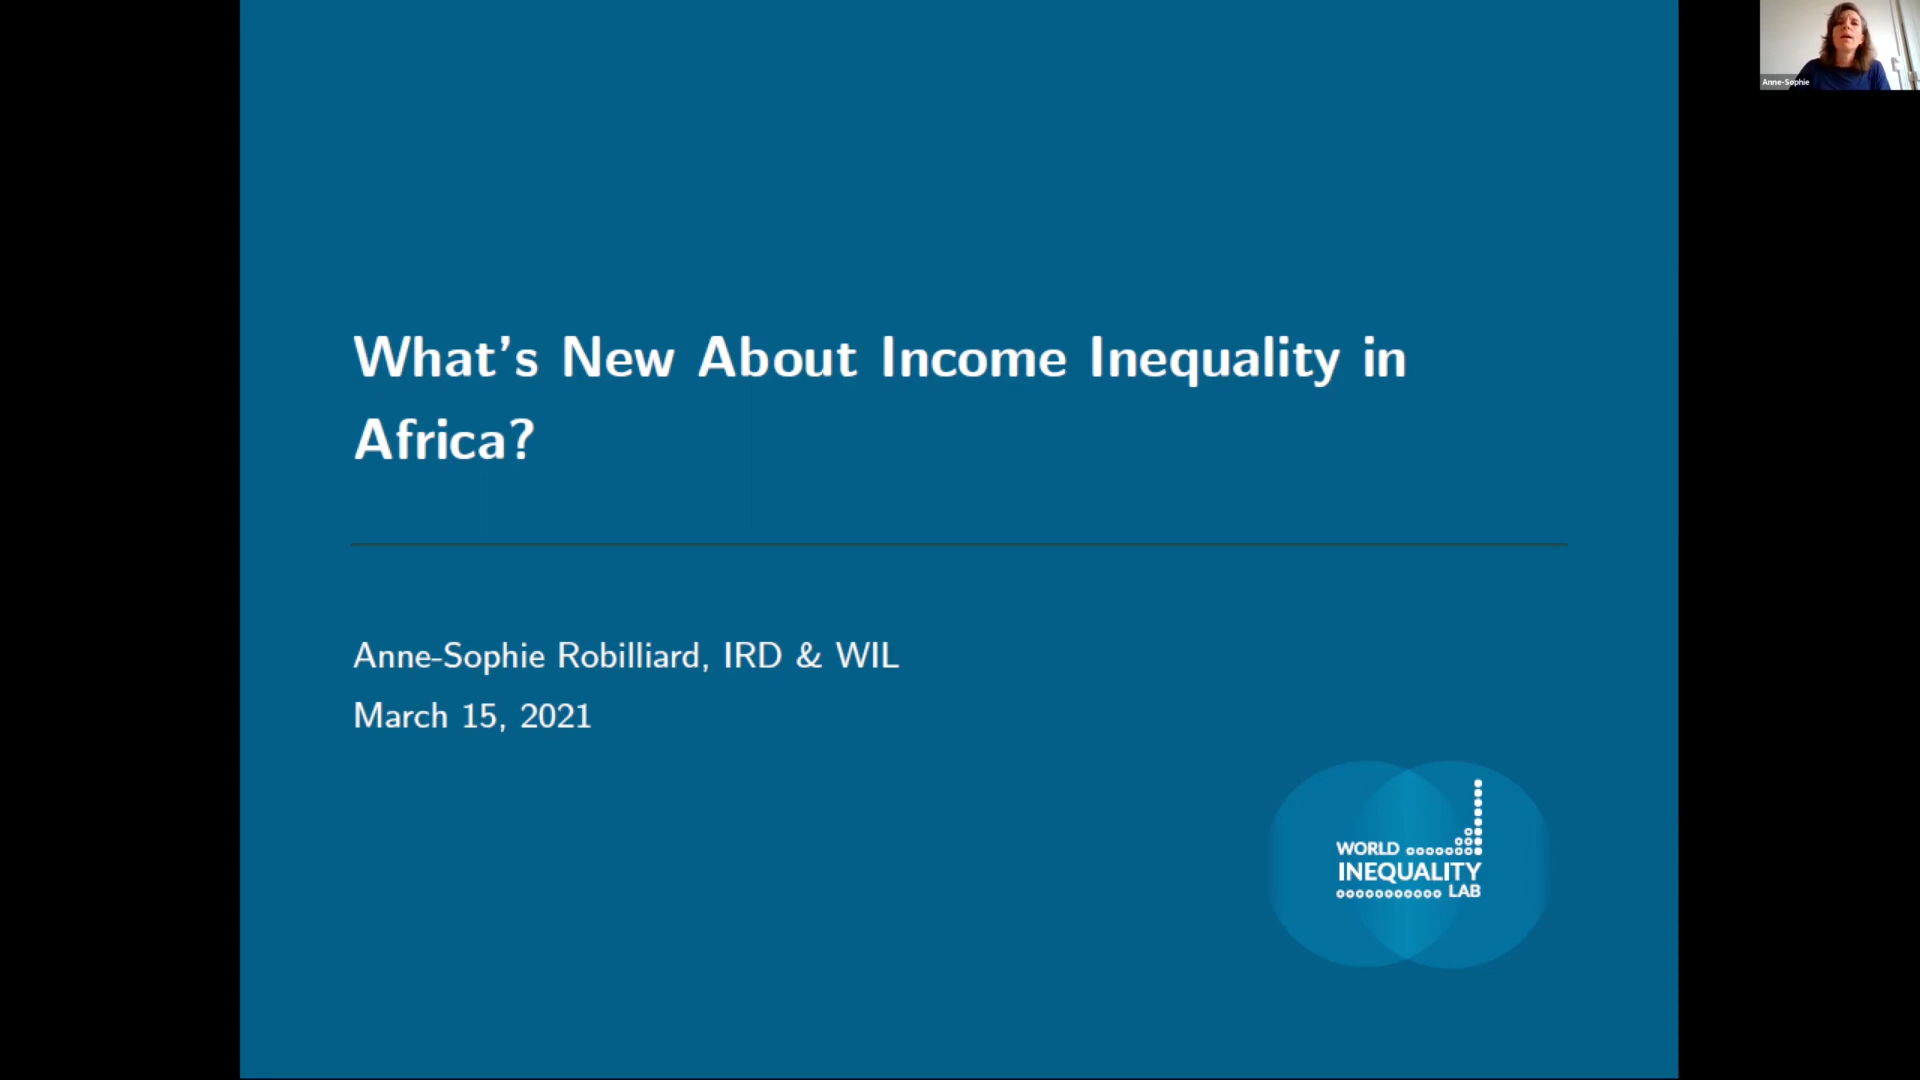 What's New About Income Inequality in
Africa?
Anne-Sophie Robilliard, IRD & WIL
March 15, 2021
WORLD
INEQUALITY
LAB
Anne-Sophie